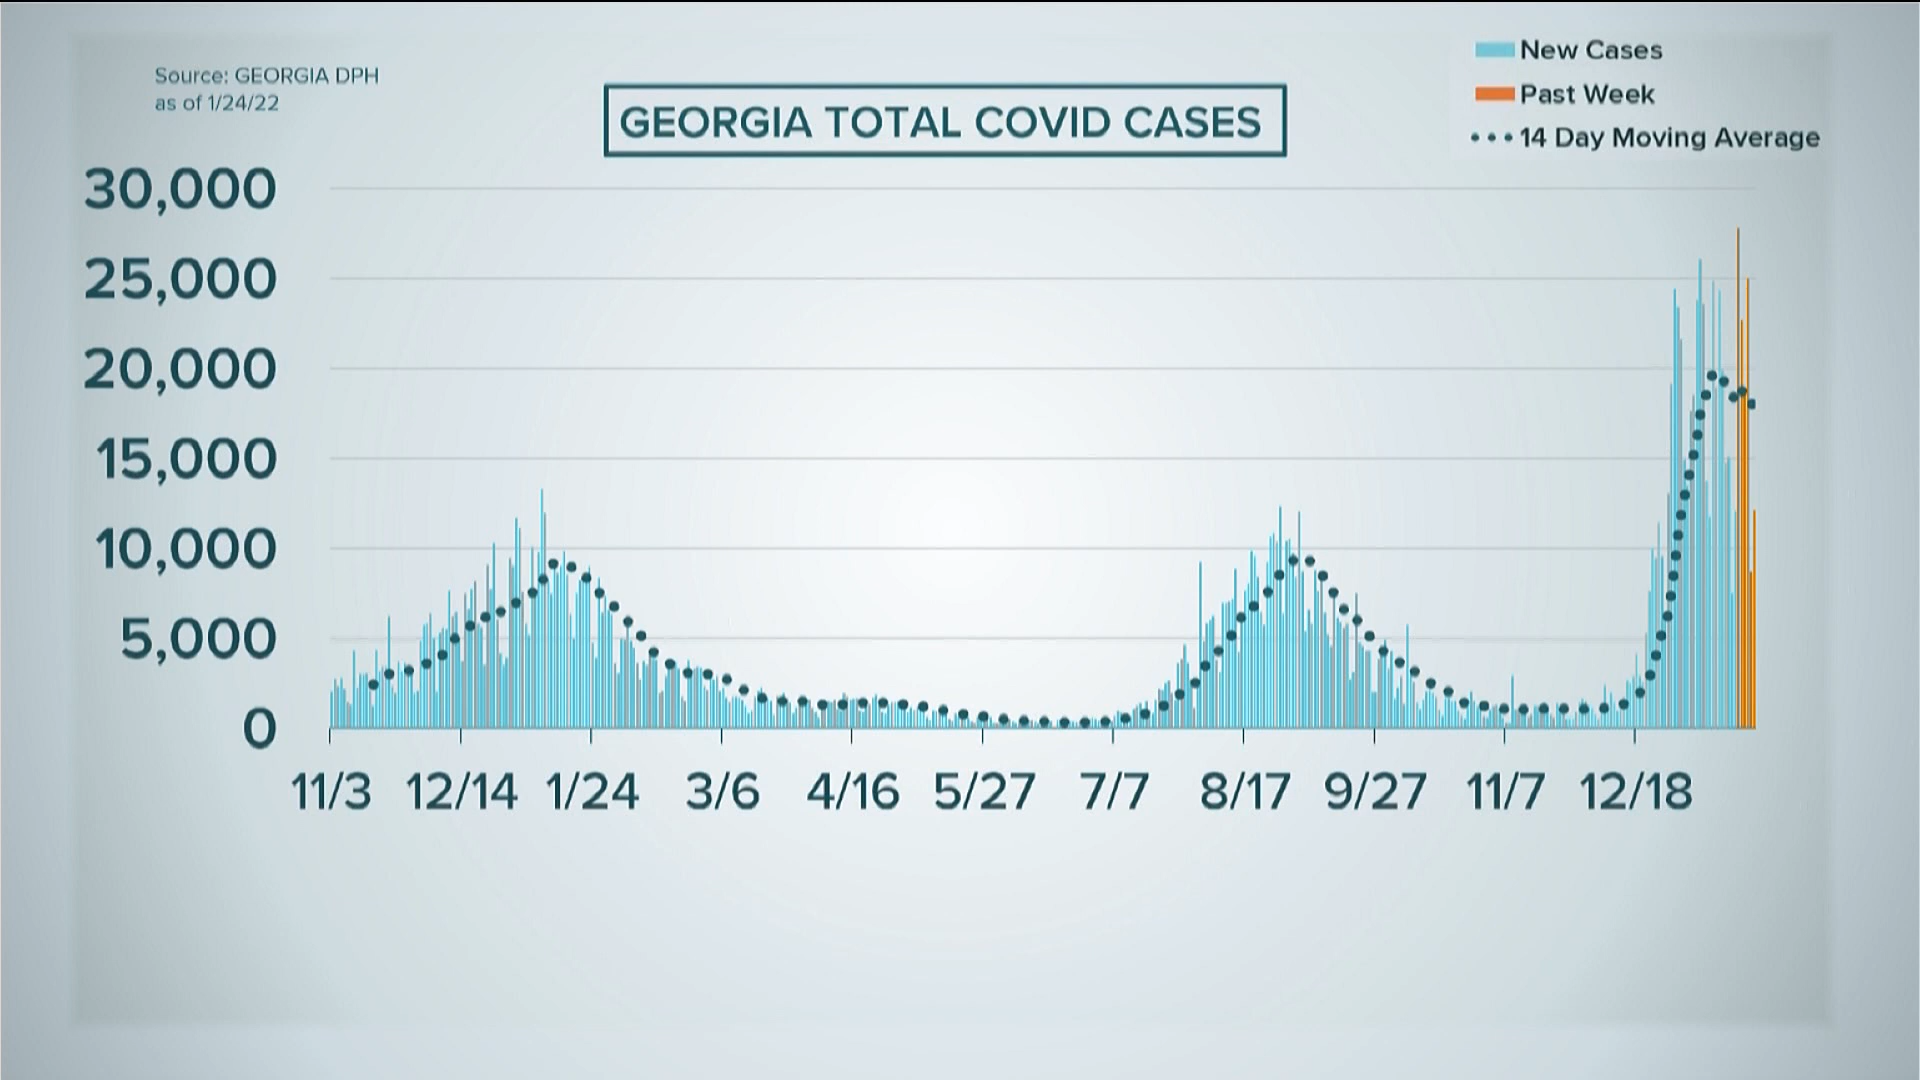 Source: GEORGIA DPH
as of 1/24/22
GEORGIA TOTAL COVID CASES
New Cases
Past Week
14 Day Moving Average
30,000
25,000
20,000
15,000
10,000
5,000
0
11/3 12/14 1/24 3/6 4/16 5/27 7/7 8/17 9/27 11/7 12/18